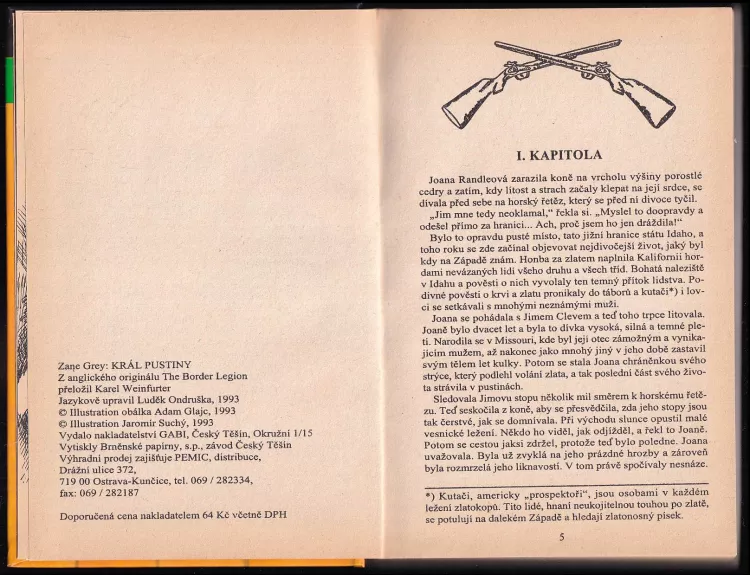 Zane Grey: KRÁL PUSTINY
Z anglického originálu The Border Legion
přeložil Karel Weinfurter
Jazykově upravil Luděk Ondruška, 1993
© Illustration obálka Adam Glajc, 1993
© Illustration Jaromír Suchý, 1993
Vydalo nakladatelství GABI, Český Těšín, Okružní 1/15
Vytiskly Brněnské papírny, s.p., závod Český Těšín
Výhradní prodej zajišťuje PEMIC, distribuce,
Drážní ulice 372,
719 00 Ostrava-Kunčice, tel. 069 / 282334,
fax: 069 / 282187
Doporučená cena nakladatelem 64 Kč včetně DPH
I. KAPITOLA
Joana Randleová zarazila koně na vrcholu výšiny porostlé
cedry a zatím, kdy lítost a strach začaly klepat na její srdce, se
dívala před sebe na horský řetěz, který se před ní divoce tyčil.
„Jim mne tedy neoklamal,“ řekla si. „Myslel to doopravdy a
odešel přímo za hranici... Ach, proč jsem ho jen dráždila!“
Bylo to opravdu pusté místo, tato jižní hranice státu Idaho, a
toho roku se zde začínal objevovat nejdivočejší život, jaký byl
kdy na Západě znám. Honba za zlatem naplnila Kalifornii hor-
dami nevázaných lidí všeho druhu a všech tříd. Bohatá naleziště
v Idahu a pověsti o nich vyvolaly ten temný přítok lidstva. Po-
divné pověsti o krvi a zlatu pronikaly do táborů a kutači*) i lov-
ci se setkávali s mnohými neznámými muži.
Joana se pohádala s Jimem Clevem a teď toho trpce litovala.
Joaně bylo dvacet let a byla to dívka vysoká, silná a temné ple-
ti. Narodila se v Missouri, kde byl její otec zámožným a vynika-
jícím mužem, až nakonec jako mnohý jiný v jeho době zastavil
svým tělem let kulky. Potom se stala Joana chráněnkou svého
strýce, který podlehl volání zlata, a tak poslední část svého živo-
ta strávila v pustinách.
Sledovala Jimovu stopu několik mil směrem k horskému řetě-
zu. Teď seskočila z koně, aby se přesvědčila, zda jeho stopy jsou
tak čerstvé, jak se domnívala. Při východu slunce opustil malé
vesnické ležení. Někdo ho viděl, jak odjížděl, a řekl to Joaně.
Potom se cestou jaksi zdržel, protože teď bylo poledne. Joana
uvažovala. Byla už zvyklá na jeho prázdné hrozby a zároveň
byla rozmrzelá jeho liknavostí. V tom právě spočívaly nesnáze.
*) Kutači, americky „prospektoři“, jsou osobami v každém
ležení zlatokopů. Tito lidé, hnaní neukojitelnou touhou po zlatě,
se potulují na dalekém Západě a hledají zlatonosný písek.
5